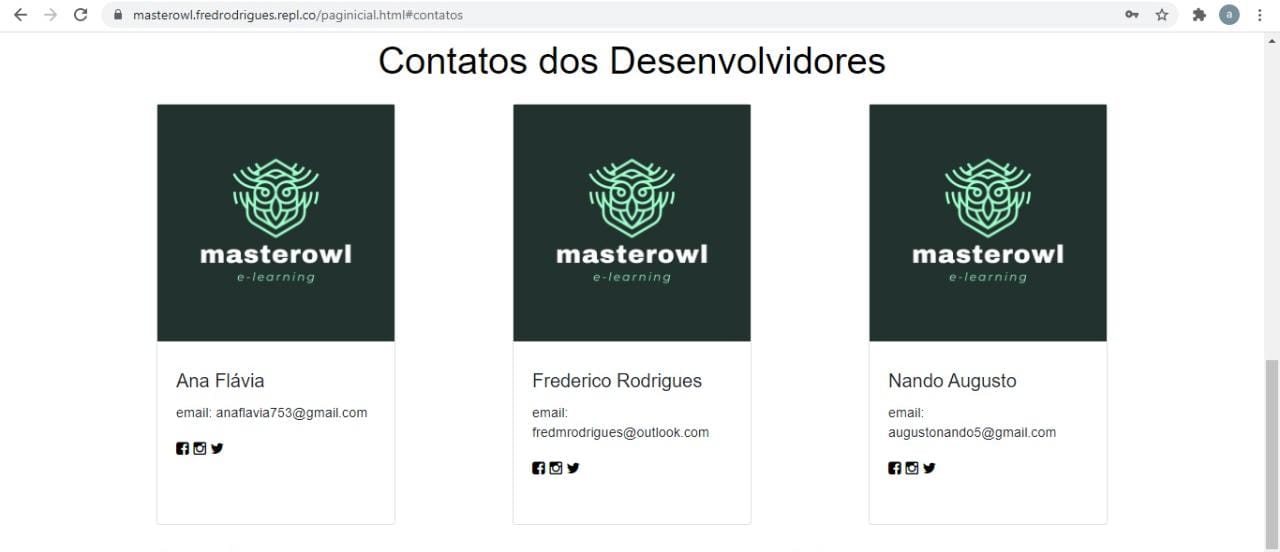 masterowl.fredrodrigues.repl.co/paginicial.html#contatos
a
Contatos dos Desenvolvedores
masterowl
e-learning
Ana Flávia
email: anaflavia753@gmail.com
masterowl
e-learning
Frederico Rodrigues
email:
fredmrodrigues@outlook.com
masterowl
e-learning
Nando Augusto
email:
augustonando5@gmail.com